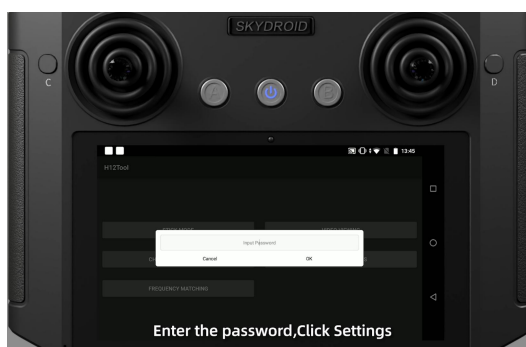 SKYDROID
C
A
B
D
13:45
H12Tool
Input Password
Cancel
OK
FREQUENCY MATCHING
Enter the password,Click Settings